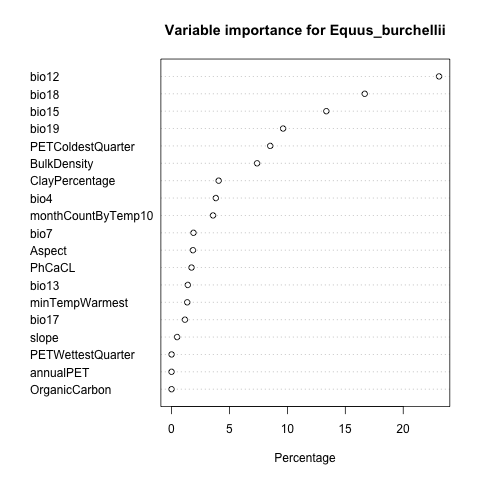 Variable importance for Equus_burchellii
bio12
bio18
bio15
bio19
PETColdestQuarter
BulkDensity
ClayPercentage
bio4
monthCountByTemp10
bio7
Aspect
PhCaCL
bio13
minTempWarmest
bio17
slope
PETWettestQuarter
annualPET
OrganicCarbon
0 5 10 15 20
Percentage